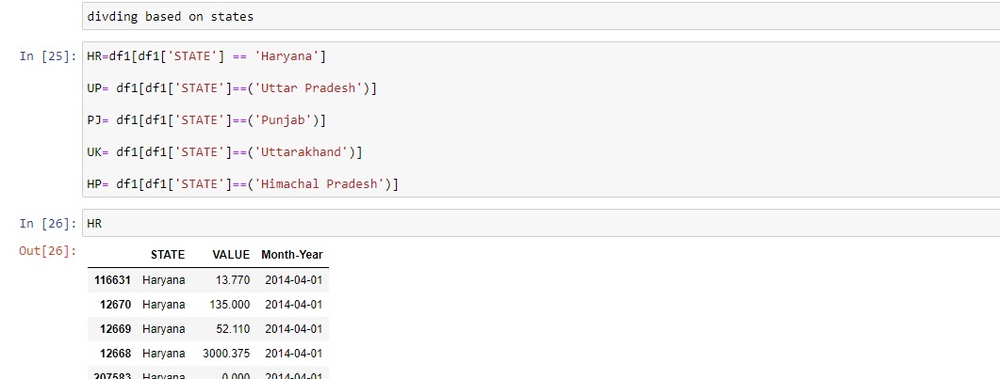 divding based on states
In [25]: HR=df1[df1['STATE'] == 'Haryana']
UP= df1[df1['STATE']==('Uttar Pradesh')]
PJ= df1[df1['STATE']==('Punjab')]
UK= df1[df1['STATE']==('Uttarakhand')]
HP= df1[df1['STATE']==('Himachal Pradesh')]
In [26]: HR
Out[26]:
STATE VALUE Month-Year
116631 Haryana 13.770 2014-04-01
12670 Haryana 135.000 2014-04-01
12669 Haryana 52.110 2014-04-01
12668 Haryana 3000.375 2014-04-01
207583 Haryana 0.000 2014-04-01